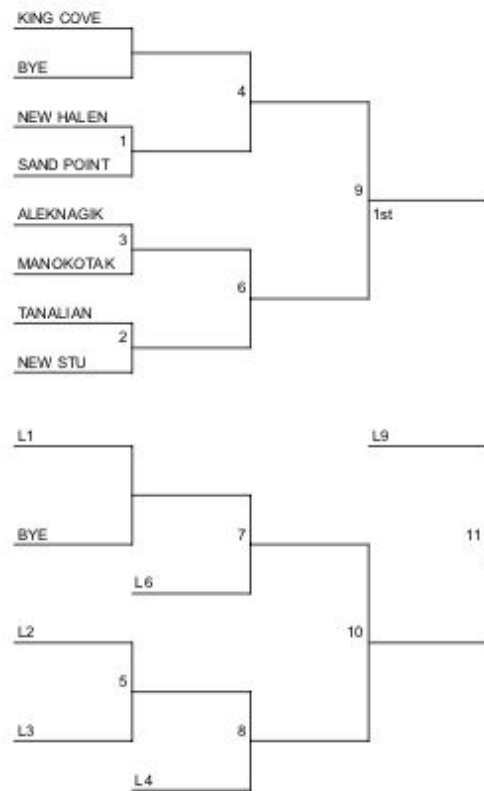 KING COVE
BYE
4
NEW HALEN
1
SAND POINT
9
1st
ALEKNAGIK
3
MANOKOTAK
6
TANALIAN
2
NEW STU
L1
L9
BYE
7
11
L6
L2
10
5
L3
8
L4